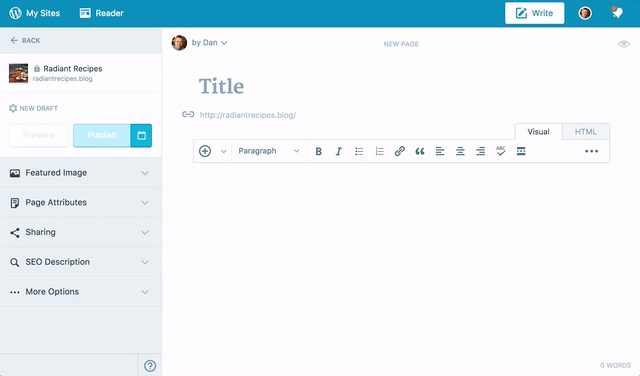 My Sites
Reader
Write
BACK
by Dan
NEW PAGE
Radiant Recipes
radiantrecipes.blog
Title
NEW DRAFT
http://radiantrecipes.blog/
Preview
Publish
Visual
HTML
Paragraph
B I ABC
Featured Image
Page Attributes
Sharing
SEO Description
More Options
0 WORDS